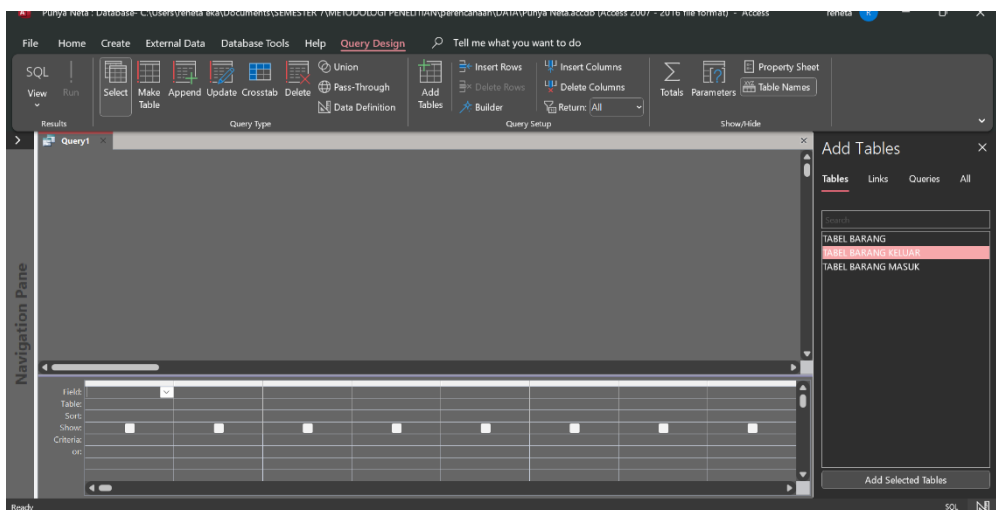 Punya Neta : Database- C:\Users\reneta eka\Documents\SEMESTER 7\METODOLOGI PENELITIAN\perencanaan\DATA\Punya Neta.accdb (Access 2007 - 2016 file format) - Access reneta R
File Home Create External Data Database Tools Help Query Design Tell me what you want to do
SQL View Run Select Make Table Append Update Crosstab Delete Union Pass-Through Data Definition Add Tables Insert Rows Delete Rows Builder Insert Columns Delete Columns Return: All Totals Parameters Property Sheet Table Names
Results Query Type Query Setup Show/Hide
Query1
Navigation Pane
Field:
Table:
Sort:
Show:
Criteria:
or:
Add Tables
Tables Links Queries All
Search
TABEL BARANG
TABEL BARANG KELUAR
TABEL BARANG MASUK
Add Selected Tables
Ready SQL